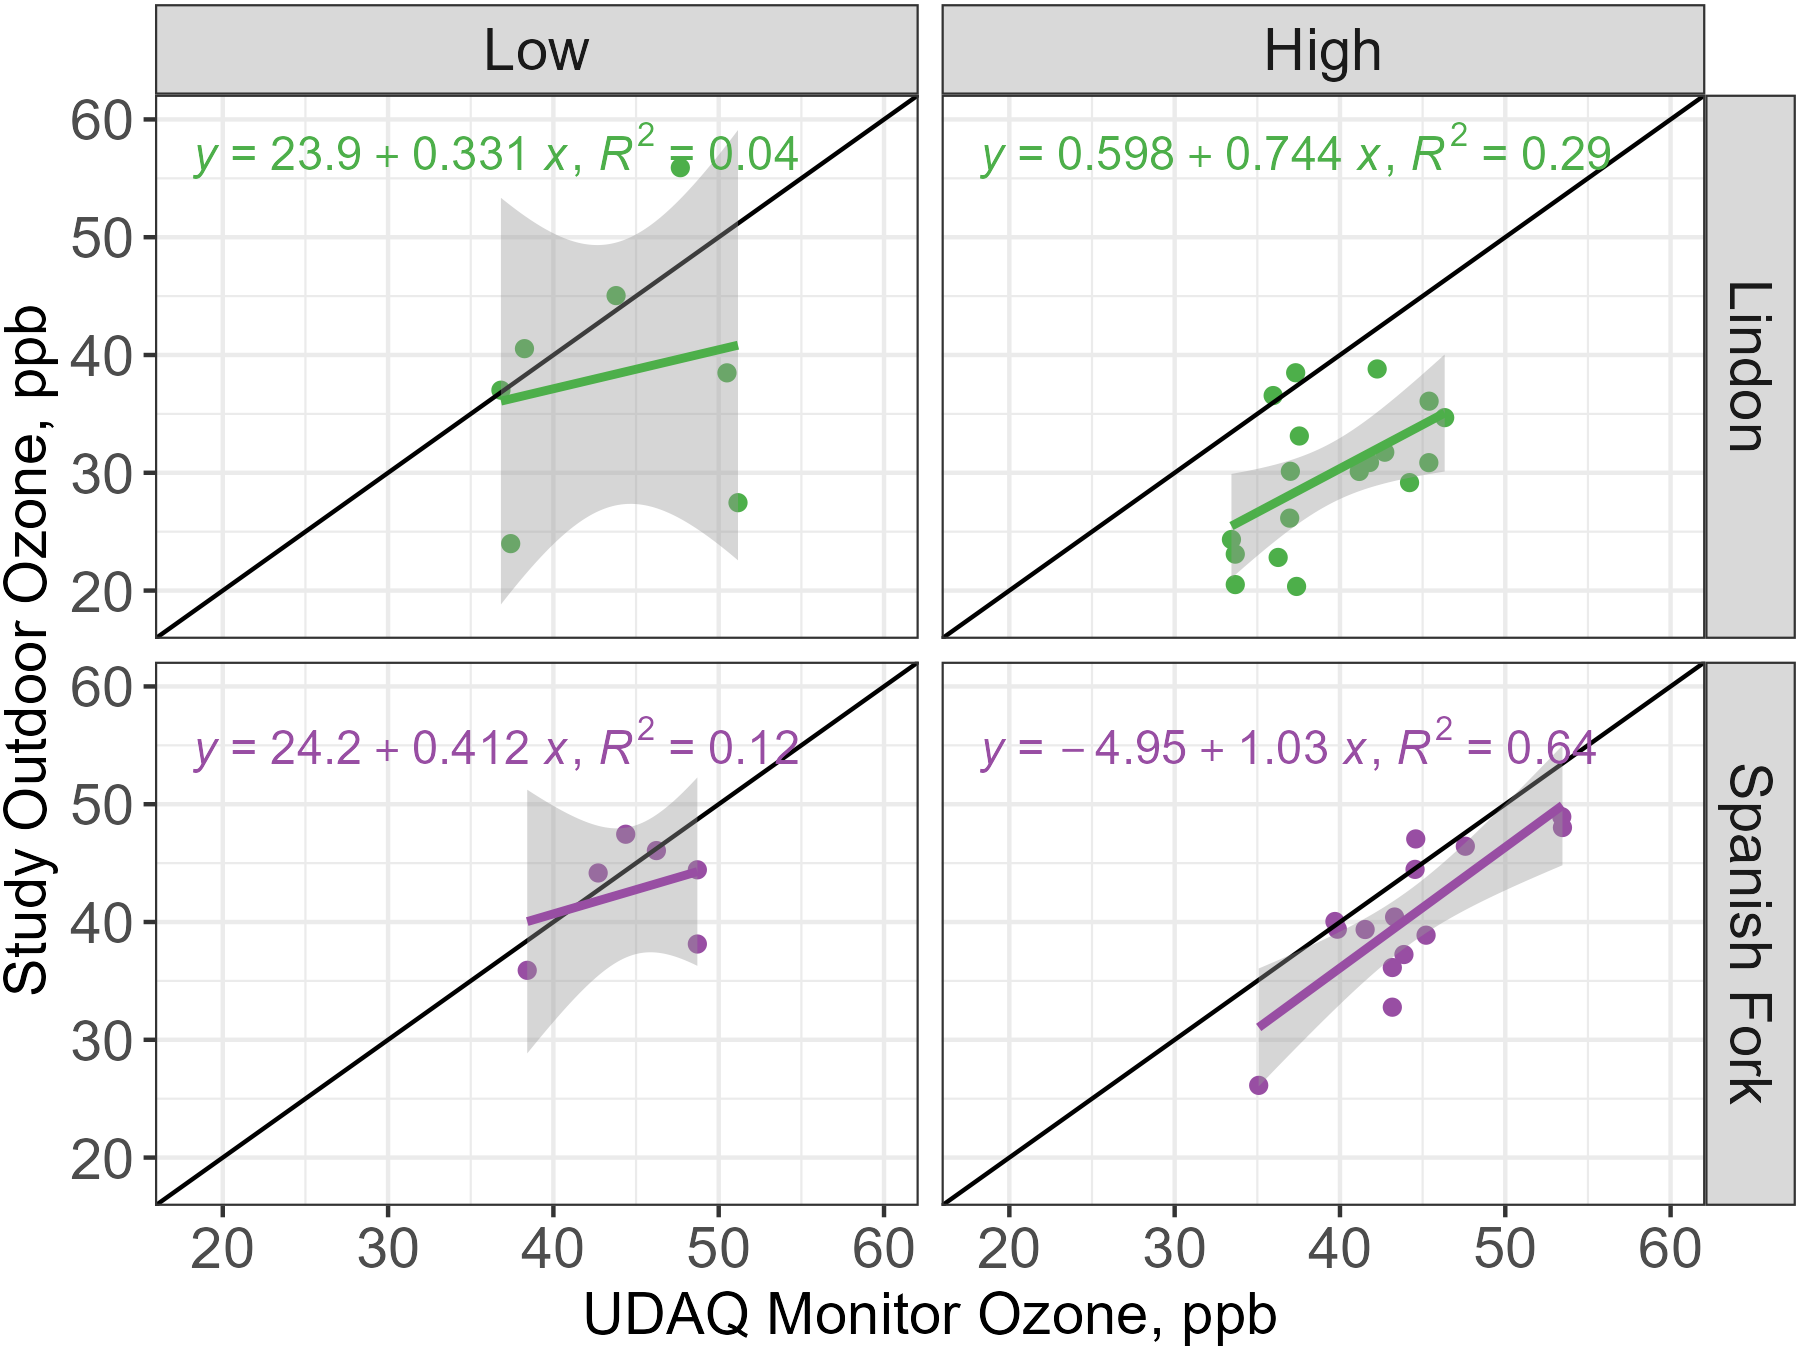 Low
High
60
50
40
30
20
y = 23.9 + 0.331 x, R² = 0.04
y = 0.598 + 0.744 x, R² = 0.29
Lindon
60
50
40
30
20
y = 24.2 + 0.412 x, R² = 0.12
y = − 4.95 + 1.03 x, R² = 0.64
Spanish Fork
20 30 40 50 60
20 30 40 50 60
UDAQ Monitor Ozone, ppb
Study Outdoor Ozone, ppb